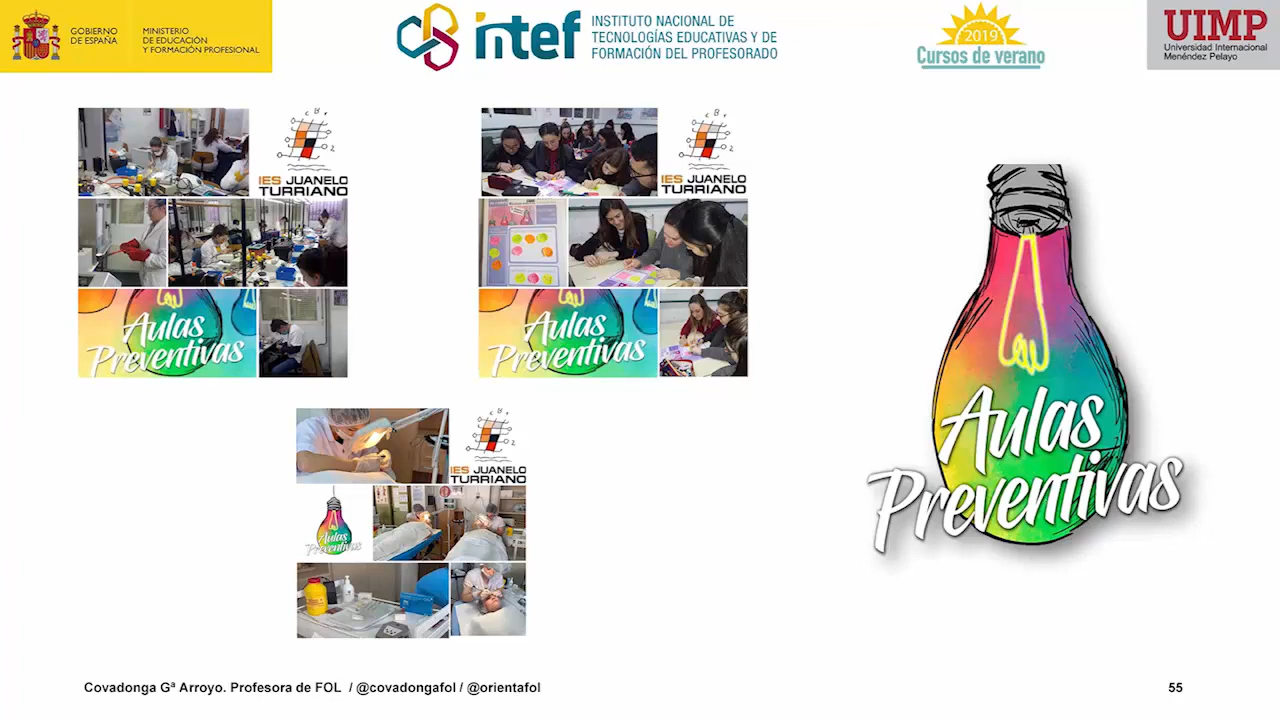 GOBIERNO
DE ESPAÑA
MINISTERIO
DE EDUCACIÓN
Y FORMACIÓN PROFESIONAL
intef
INSTITUTO NACIONAL DE
TECNOLOGÍAS EDUCATIVAS Y DE
FORMACIÓN DEL PROFESORADO
2019
Cursos de verano
UIMP
Universidad Internacional
Menéndez Pelayo
IES JUANELO
TURRIANO
Aulas
Preventivas
IES JUANELO
TURRIANO
Aulas
Preventivas
IES JUANELO
TURRIANO
Aulas
Preventivas
Aulas
Preventivas
Covadonga Gª Arroyo. Profesora de FOL / @covadongafol / @orientafol
55